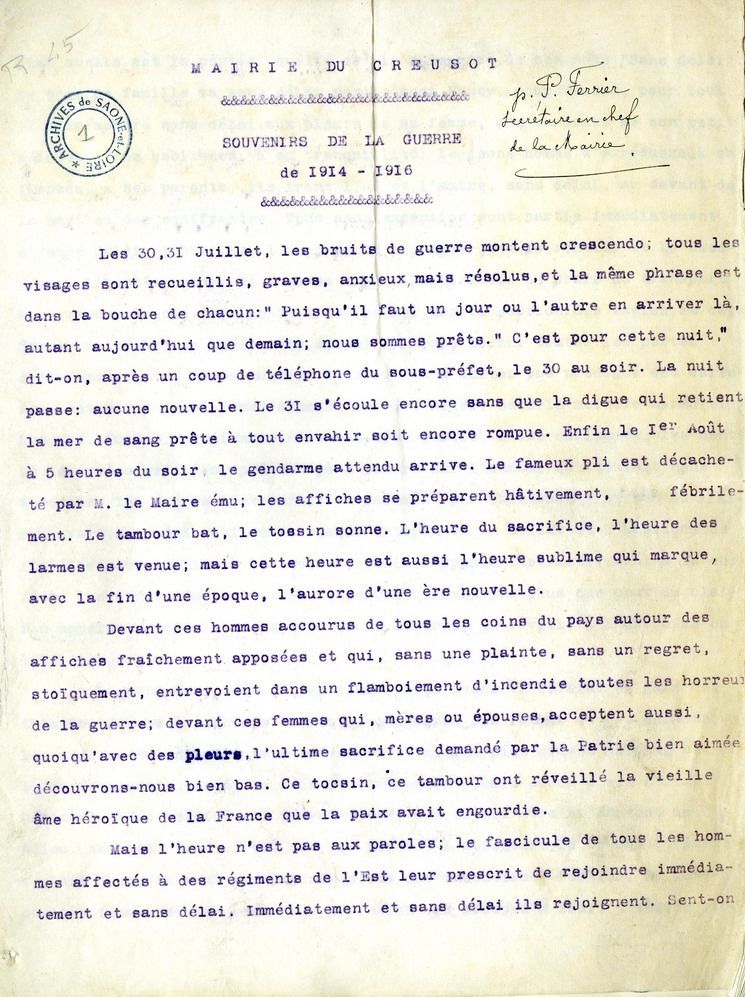 R 15
MAIRIE DU CREUSOT
&&&&&&&&&&&&&&&&&&&&&&&&&&&&&&
p. P. Ferrier
Secrétaire en chef
de la Mairie
ARCHIVES de SAONE-et-LOIRE
1
SOUVENIRS DE LA GUERRE
de I9I4 - I9I6
&&&&&&&&&&&&&&&&&&&&&
Les 30,3I Juillet, les bruits de guerre montent crescendo; tous les
visages sont recueillis, graves, anxieux,mais résolus,et la même phrase est
dans la bouche de chacun:" Puisqu'il faut un jour ou l'autre en arriver là,
autant aujourd'hui que demain; nous sommes prêts." C'est pour cette nuit,"
dit-on, après un coup de téléphone du sous-préfet, le 30 au soir. La nuit
passe: aucune nouvelle. Le 3I s'écoule encore sans que la digue qui retient
la mer de sang prête à tout envahir soit encore rompue. Enfin le Ier Août
à 5 heures du soir, le gendarme attendu arrive. Le fameux pli est décache-
té par M. le Maire ému; les affiches se préparent hâtivement, fébrile-
ment. Le tambour bat, le tossin sonne. L'heure du sacrifice, l'heure des
larmes est venue; mais cette heure est aussi l'heure sublime qui marque,
avec la fin d'une époque, l'aurore d'une ère nouvelle.
Devant ces hommes accourus de tous les coins du pays autour des
affiches fraîchement apposées et qui, sans une plainte, sans un regret,
stoïquement, entrevoient dans un flamboiement d'incendie toutes les horreu
de la guerre; devant ces femmes qui, mères ou épouses,acceptent aussi,
quoiqu'avec des pleurs,l'ultime sacrifice demandé par la Patrie bien aimée
découvrons-nous bien bas. Ce tocsin, ce tambour ont réveillé la vieille
âme héroïque de la France que la paix avait engourdie.
Mais l'heure n'est pas aux paroles; le fascicule de tous les hom-
mes affectés à des régiments de l'Est leur prescrit de rejoindre immédia-
tement et sans délai. Immédiatement et sans délai ils rejoignent. Sent-on